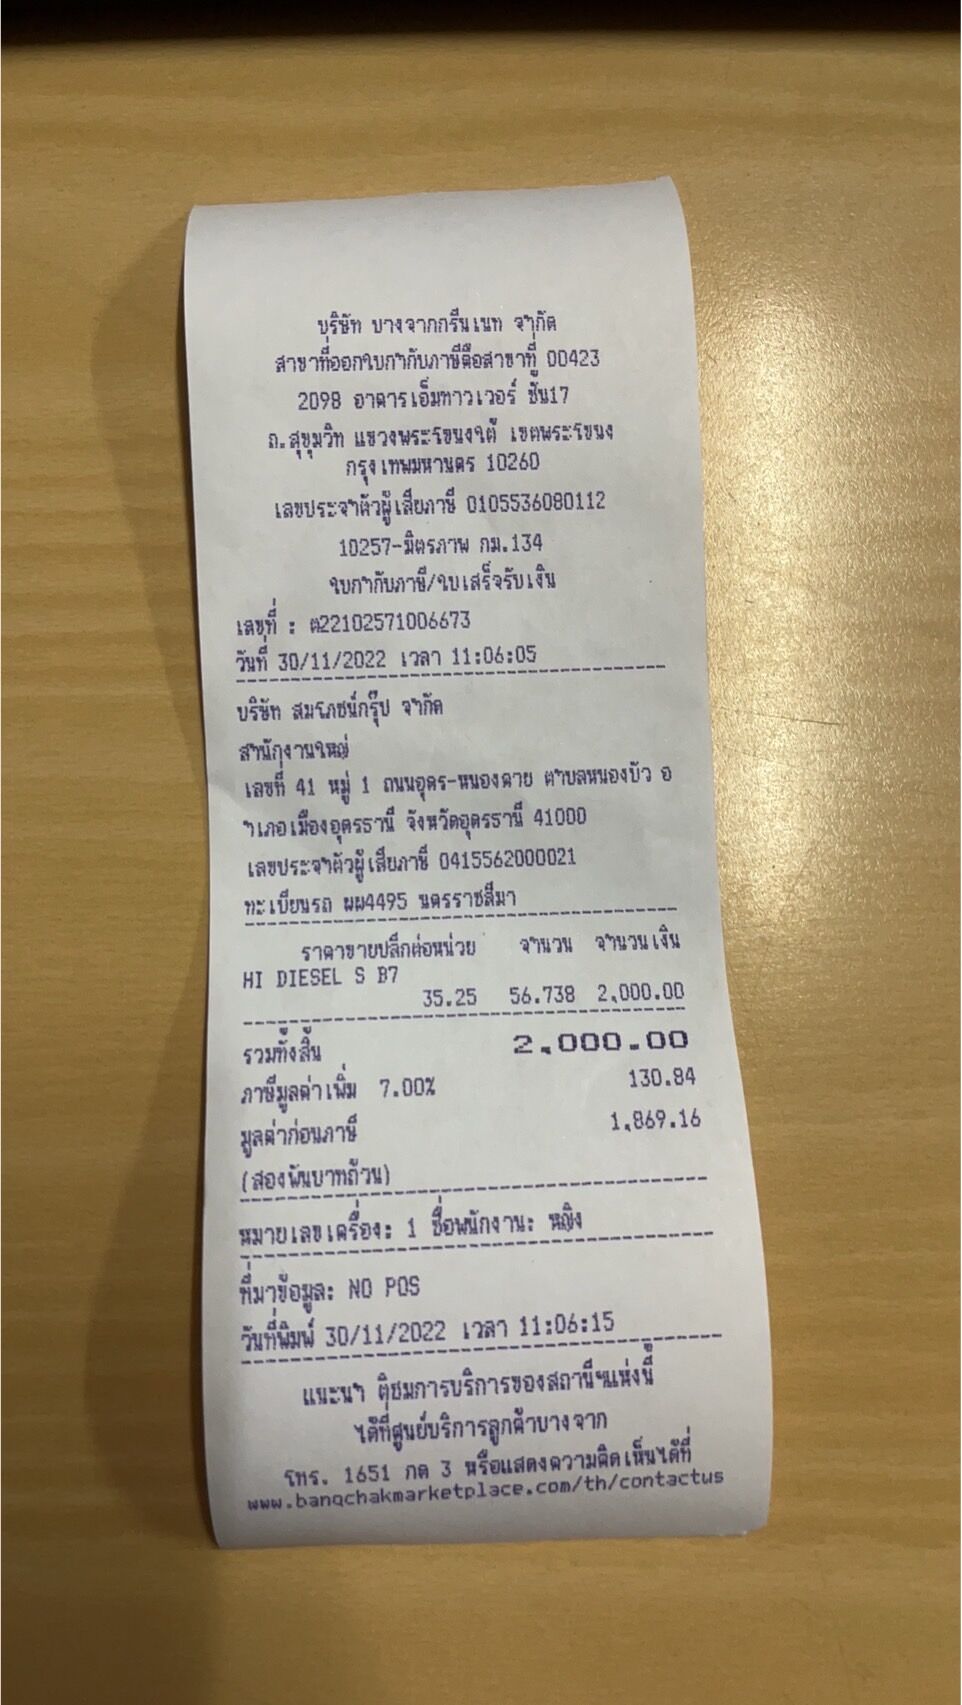 บริษัท บางจากกรีนเนท จำกัด
สาขาที่ออกใบกำกับภาษีคือสาขาที่ 00423
2098 อาคารเอ็มทาวเวอร์ ชั้น17
ถ.สุขุมวิท แขวงพระโขนงใต้ เขตพระโขนง
กรุงเทพมหานคร 10260
เลขประจำตัวผู้เสียภาษี 0105536080112
10257-มิตรภาพ กม.134
ใบกำกับภาษี/ใบเสร็จรับเงิน
เลขที่ : ต22102571006673
วันที่ 30/11/2022 เวลา 11:06:05
บริษัท สมโภชน์กรุ๊ป จำกัด
สำนักงานใหญ่
เลขที่ 41 หมู่ 1 ถนนอุดร-หนองคาย ตำบลหนองบัว อ
ำเภอเมืองอุดรธานี จังหวัดอุดรธานี 41000
เลขประจำตัวผู้เสียภาษี 0415562000021
ทะเบียนรถ ผผ4495 นครราชสีมา
ราคาขายปลีกต่อหน่วย จำนวน จำนวนเงิน
HI DIESEL S B7
35.25 56.738 2,000.00
รวมทั้งสิ้น 2,000.00
ภาษีมูลค่าเพิ่ม 7.00% 130.84
มูลค่าก่อนภาษี 1,869.16
(สองพันบาทถ้วน)
หมายเลขเครื่อง: 1 ชื่อพนักงาน: หญิง
ที่มาข้อมูล: NO POS
วันที่พิมพ์ 30/11/2022 เวลา 11:06:15
แนะนำ ติชมการบริการของสถานีฯแห่งนี้
ได้ที่ศูนย์บริการลูกค้าบางจาก
โทร. 1651 กด 3 หรือแสดงความคิดเห็นได้ที่
www.bangchakmarketplace.com/th/contactus